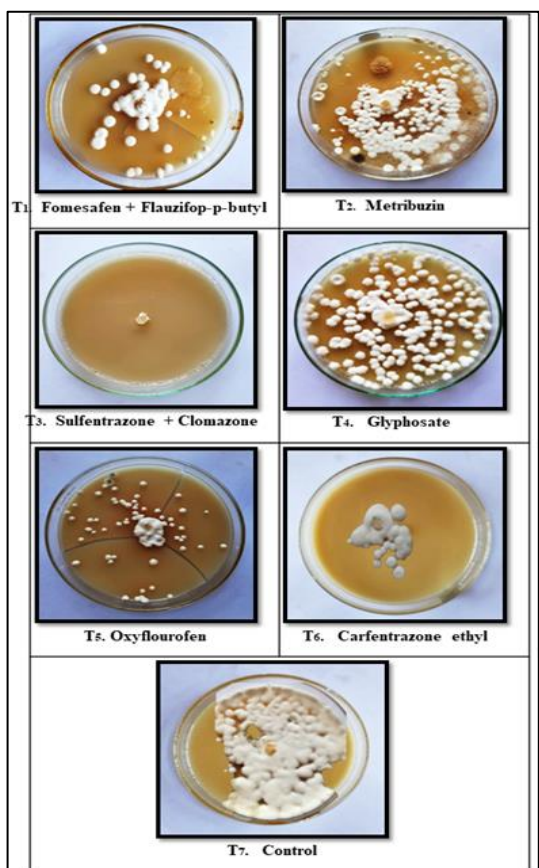 T1. Fomesafen + Flauzifop-p-butyl
T2. Metribuzin
T3. Sulfentrazone + Clomazone
T4. Glyphosate
T5. Oxyflourofen
T6. Carfentrazone ethyl
T7. Control